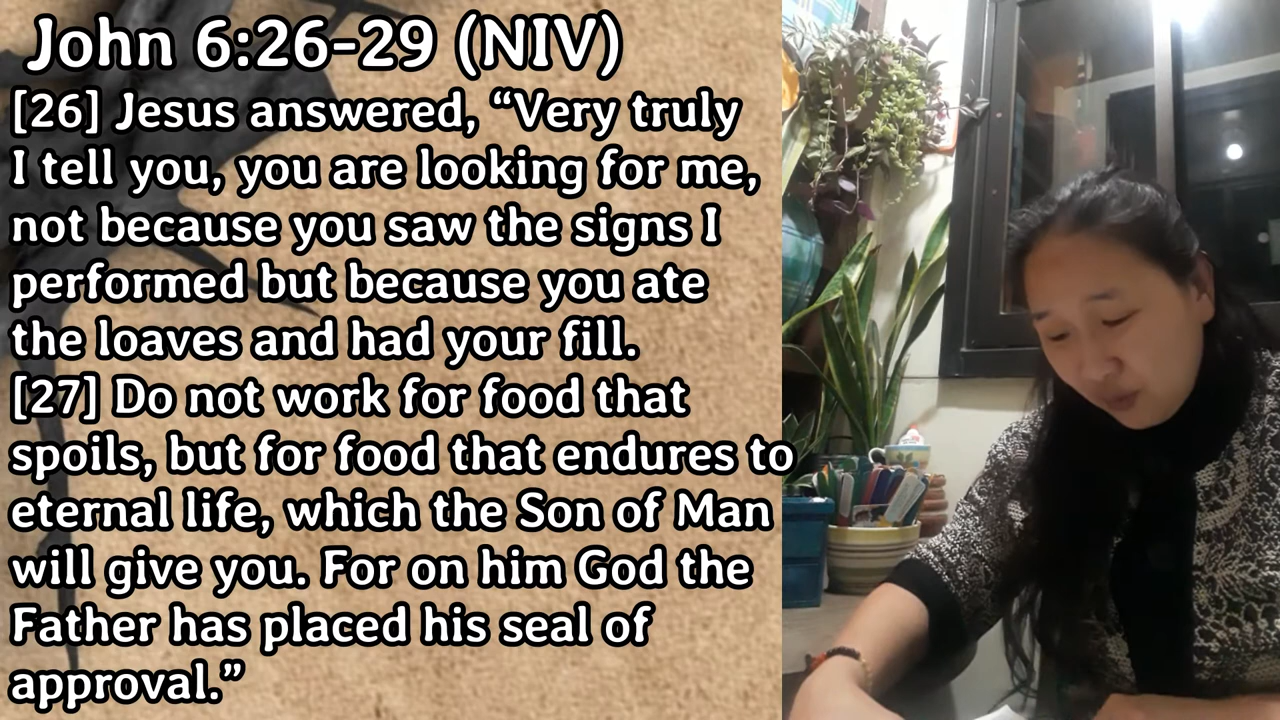 John 6:26-29 (NIV)
[26] Jesus answered, “Very truly
I tell you, you are looking for me,
not because you saw the signs I
performed but because you ate
the loaves and had your fill.
[27] Do not work for food that
spoils, but for food that endures to
eternal life, which the Son of Man
will give you. For on him God the
Father has placed his seal of
approval.”